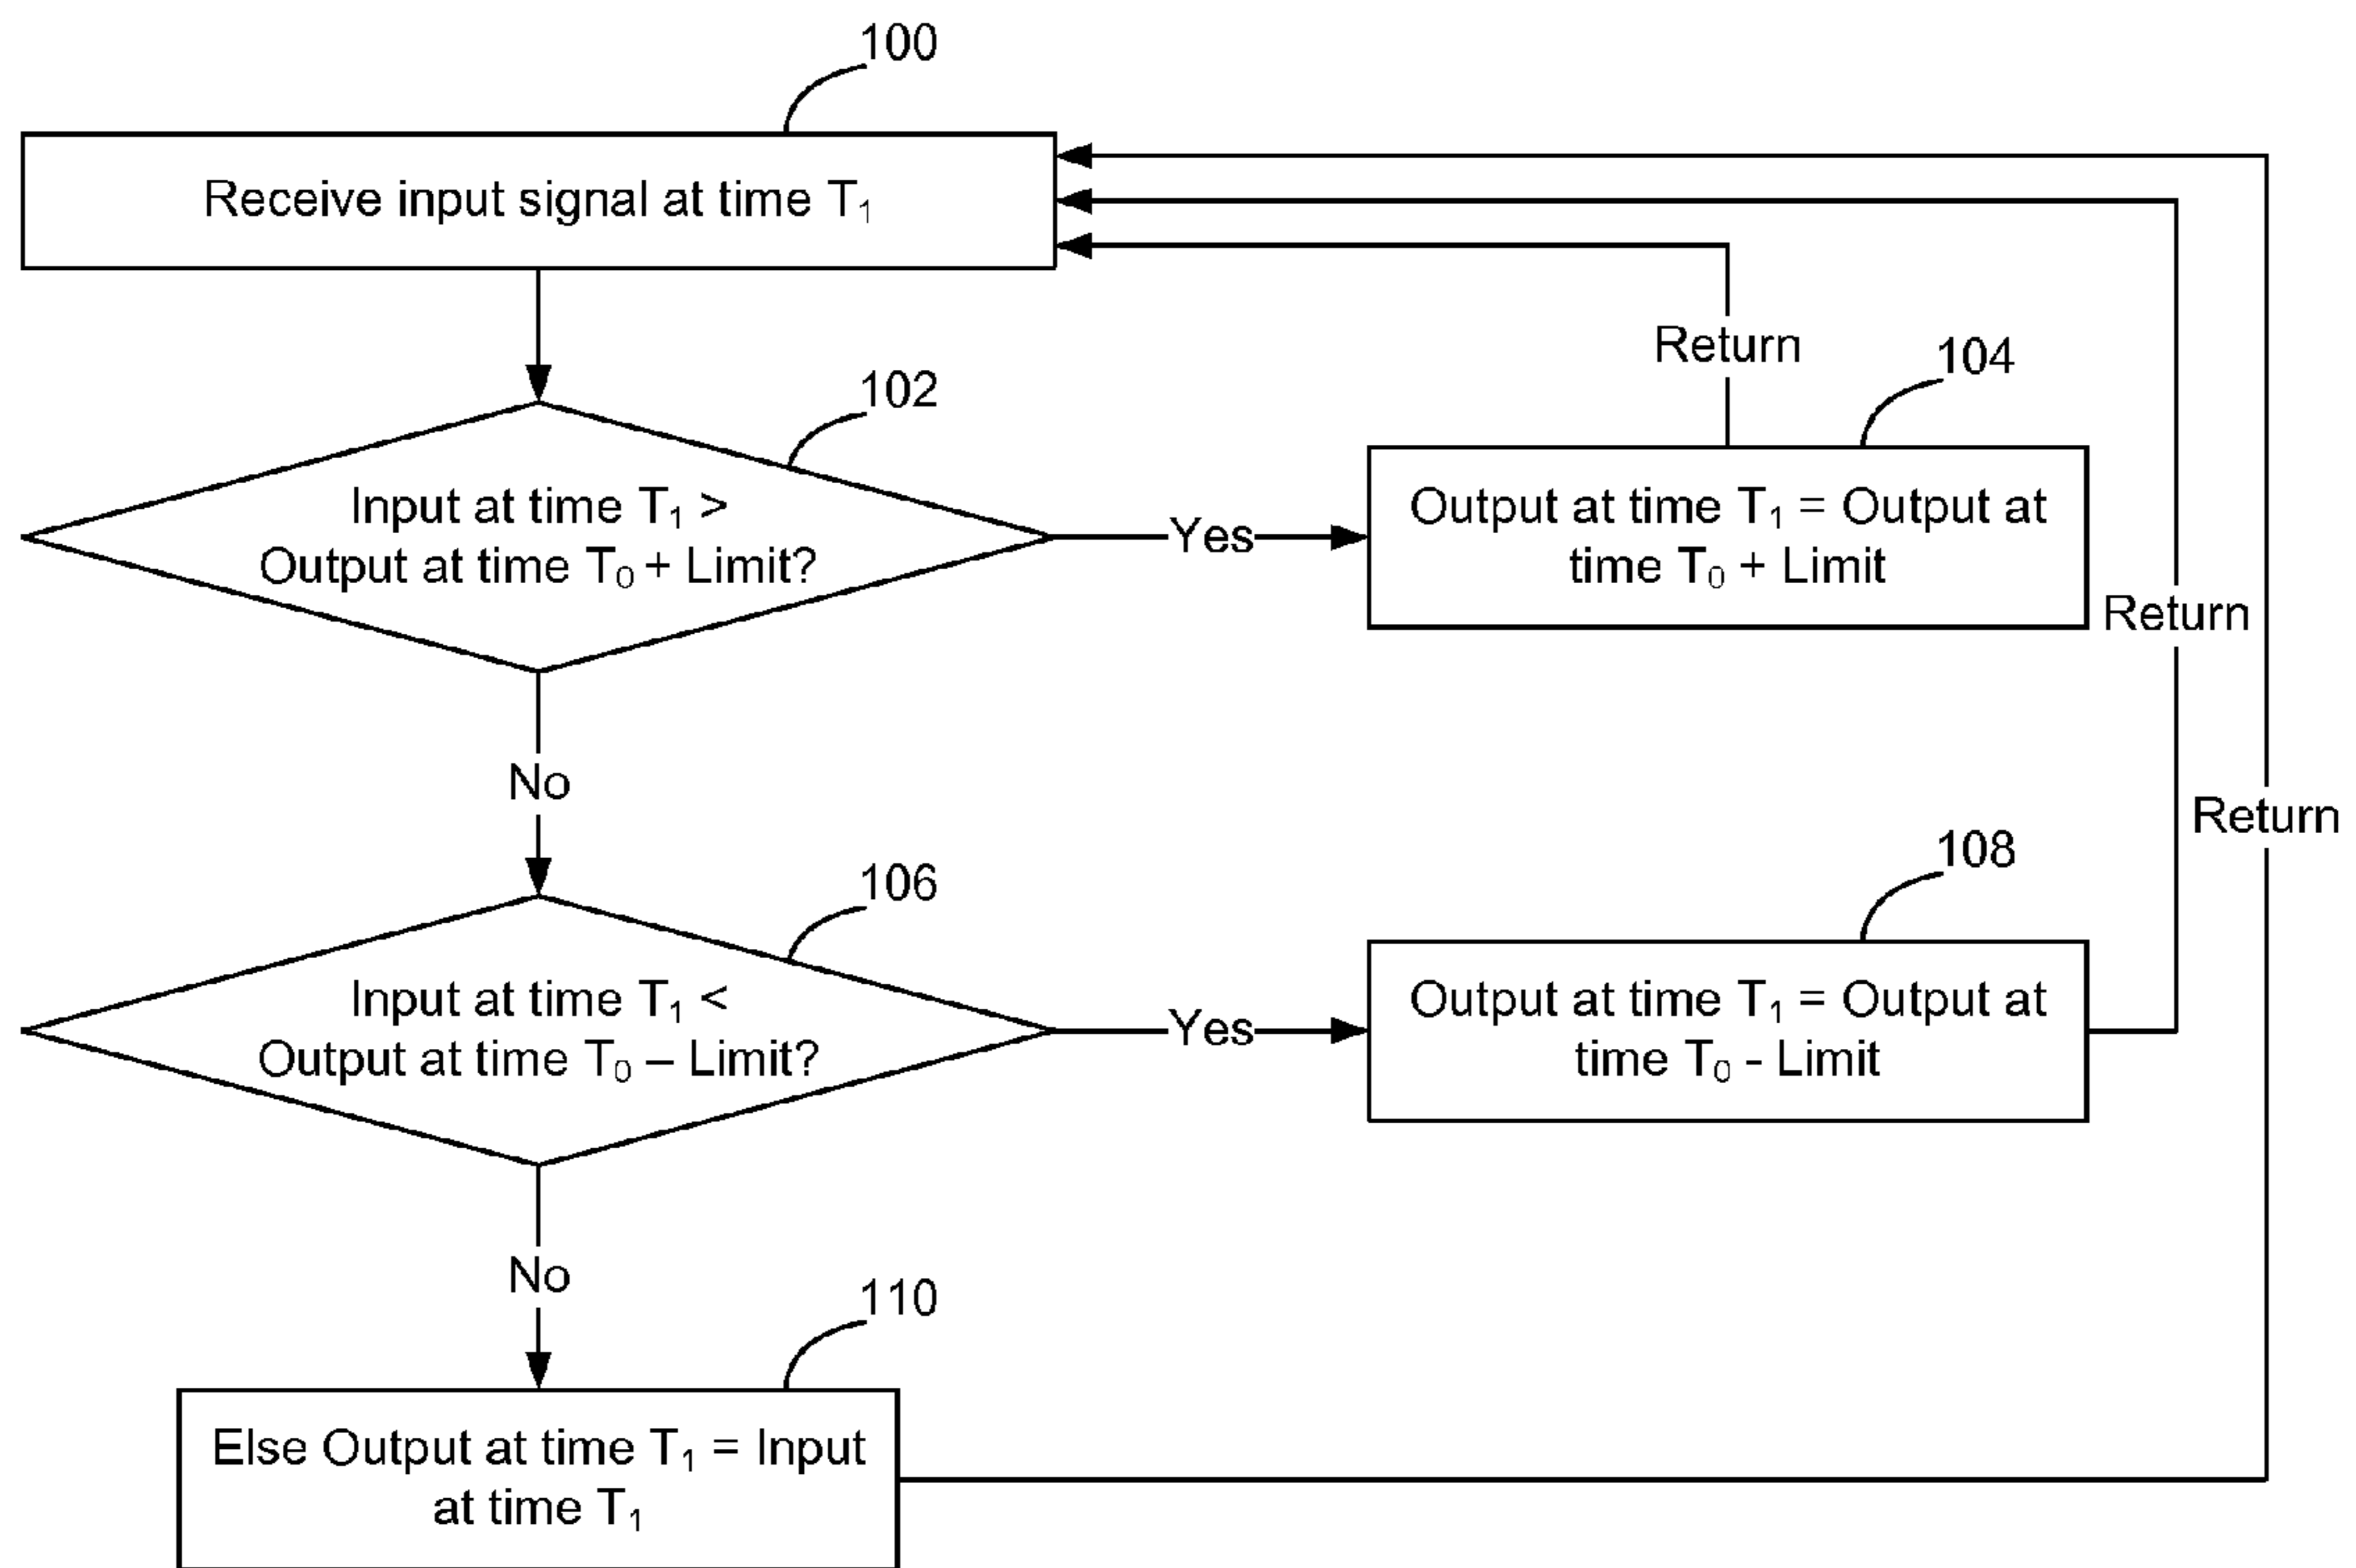 100
Receive input signal at time T₁
102
Input at time T₁ >
Output at time T₀ + Limit?
Yes
Return
104
Output at time T₁ = Output at
time T₀ + Limit
Return
No
106
Input at time T₁ <
Output at time T₀ – Limit?
Yes
108
Output at time T₁ = Output at
time T₀ - Limit
Return
No
110
Else Output at time T₁ = Input
at time T₁